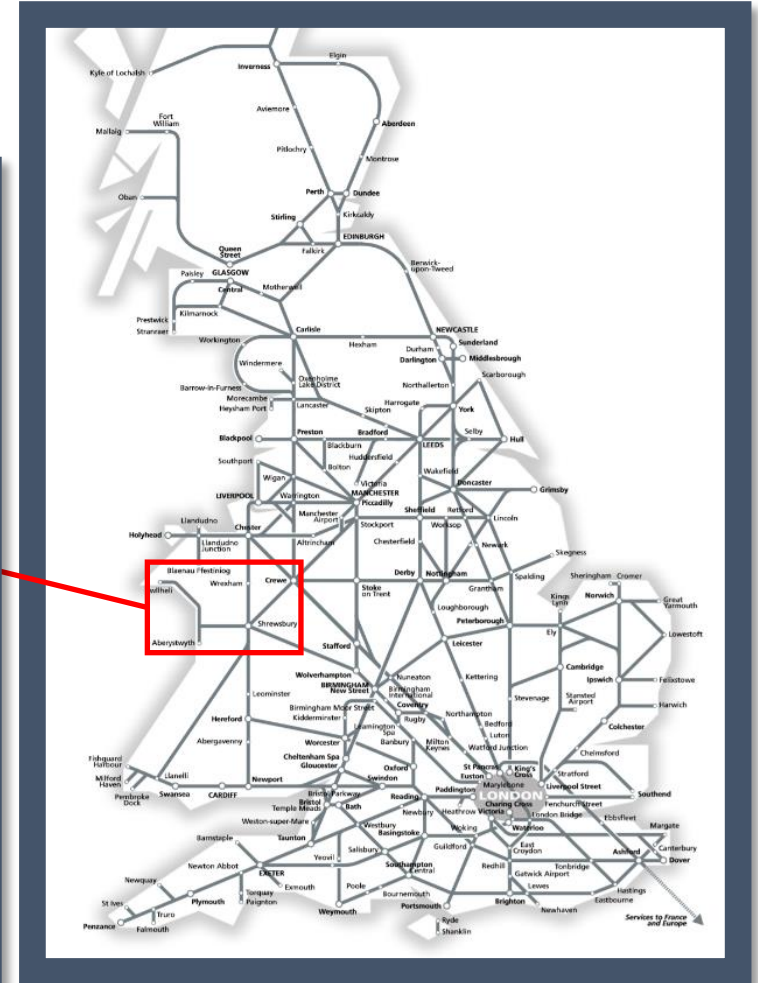 Elgin
Inverness
Kyle of Lochalsh
Aviemore
Fort
William
Mallaig
Aberdeen
Pitlochry
Montrose
Perth
Dundee
Oban
Stirling
Kirkcaldy
EDINBURGH
Queen
Street
Falkirk
Berwick-
upon-Tweed
GLASGOW
Paisley
Central
Motherwell
Prestwick
Kilmarnock
Stranraer
Carlisle
NEWCASTLE
Workington
Hexham
Sunderland
Durham
Darlington
Middlesbrough
Windermere
Scarborough
Oxenholme
Lake District
Barrow-in-Furness
Northallerton
Morecambe
Heysham Port
Lancaster
Harrogate
York
Skipton
Blackpool
Preston
Bradford
Selby
Hull
Blackburn
LEEDS
Huddersfield
Southport
Bolton
Wakefield
Wigan
Victoria
MANCHESTER
Piccadilly
Doncaster
Grimsby
LIVERPOOL
Warrington
Manchester
Airport
Sheffield
Retford
Llandudno
Stockport
Worksop
Lincoln
Holyhead
Chester
Llandudno
Junction
Altrincham
Chesterfield
Newark
Skegness
Blaenau Ffestiniog
Wrexham
Crewe
Derby
Nottingham
Spalding
Sheringham
Cromer
wllheli
Stoke
on Trent
Grantham
Kings
Lynn
Norwich
Great
Yarmouth
Loughborough
Shrewsbury
Peterborough
Ely
Lowestoft
Aberystwyth
Stafford
Leicester
Wolverhampton
Cambridge
BIRMINGHAM
New Street
Nuneaton
Kettering
Birmingham
International
Ipswich
Felixstowe
Leominster
Stansted
Airport
Stevenage
Birmingham Moor Street
Coventry
Harwich
Kidderminster
Rugby
Northampton
Hereford
Leamington
Spa
Bedford
Colchester
Worcester
Banbury
Milton
Keynes
Luton
Abergavenny
Watford Junction
Chelmsford
Cheltenham Spa
Gloucester
Oxford
St Pancras
King's
Cross
Fishguard
Harbour
Euston
Stratford
Milford
Haven
Llanelli
Newport
Swindon
Paddington
Marylebone
Liverpool Street
Pembroke
Dock
Swansea
CARDIFF
Bristol Parkway
Reading
LONDON
Southend
Bristol
Temple Meads
Bath
Newbury
Heathrow
Charing Cross
Fenchurch Street
Victoria
London Bridge
Ebbsfleet
Weston-super-Mare
Westbury
Basingstoke
Woking
Waterloo
Margate
Barnstaple
Taunton
Salisbury
Guildford
East
Croydon
Canterbury
Newton Abbot
Yeovil
Southampton
Central
Redhill
Tonbridge
Ashford
Dover
EXETER
Gatwick Airport
Newquay
Exmouth
Poole
Lewes
Hastings
St Ives
Plymouth
Torquay
Paignton
Bournemouth
Eastbourne
Truro
Weymouth
Portsmouth
Brighton
Newhaven
Penzance
Falmouth
Ryde
Shanklin
Services to France
and Europe